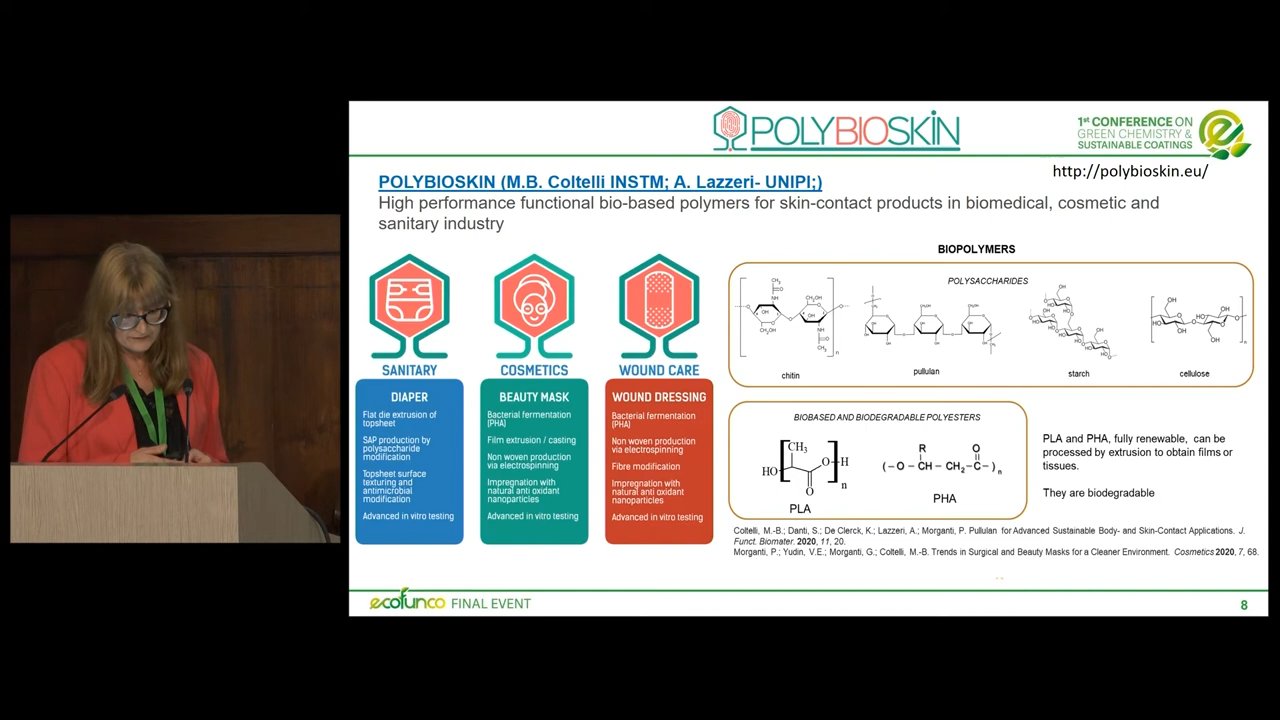 POLYBIOSKIN
1ST CONFERENCE ON
GREEN CHEMISTRY &
SUSTAINABLE COATINGS
http://polybioskin.eu/
POLYBIOSKIN (M.B. Coltelli INSTM; A. Lazzeri- UNIPI;)
High performance functional bio-based polymers for skin-contact products in biomedical, cosmetic and
sanitary industry
SANITARY
DIAPER
Flat die extrusion of
topsheet
SAP production by
polysaccharide
modification
Topsheet surface
texturing and
antimicrobial
modification
Advanced in vitro testing
COSMETICS
BEAUTY MASK
Bacterial fermentation
(PHA)
Film extrusion / casting
Non woven production
via electrospinning
Impregnation with
natural anti oxidant
nanoparticles
Advanced in vitro testing
WOUND CARE
WOUND DRESSING
Bacterial fermentation
(PHA)
Non woven production
via electrospinning
Fibre modification
Impregnation with
natural anti oxidant
nanoparticles
Advanced in vitro testing
BIOPOLYMERS
POLYSACCHARIDES
chitin
pullulan
starch
cellulose
BIOBASED AND BIODEGRADABLE POLYESTERS
CH3
HO
O
H
O
n
PLA
R
O
(-O-CH-CH2-C-)n
PHA
PLA and PHA, fully renewable, can be
processed by extrusion to obtain films or
tissues.
They are biodegradable
Coltelli, M.-B.; Danti, S.; De Clerck, K.; Lazzeri, A.; Morganti, P. Pullulan for Advanced Sustainable Body- and Skin-Contact Applications. J.
Funct. Biomater. 2020, 11, 20.
Morganti, P.; Yudin, V.E.; Morganti, G.; Coltelli, M.-B. Trends in Surgical and Beauty Masks for a Cleaner Environment. Cosmetics 2020, 7, 68.
ecofunco FINAL EVENT
8